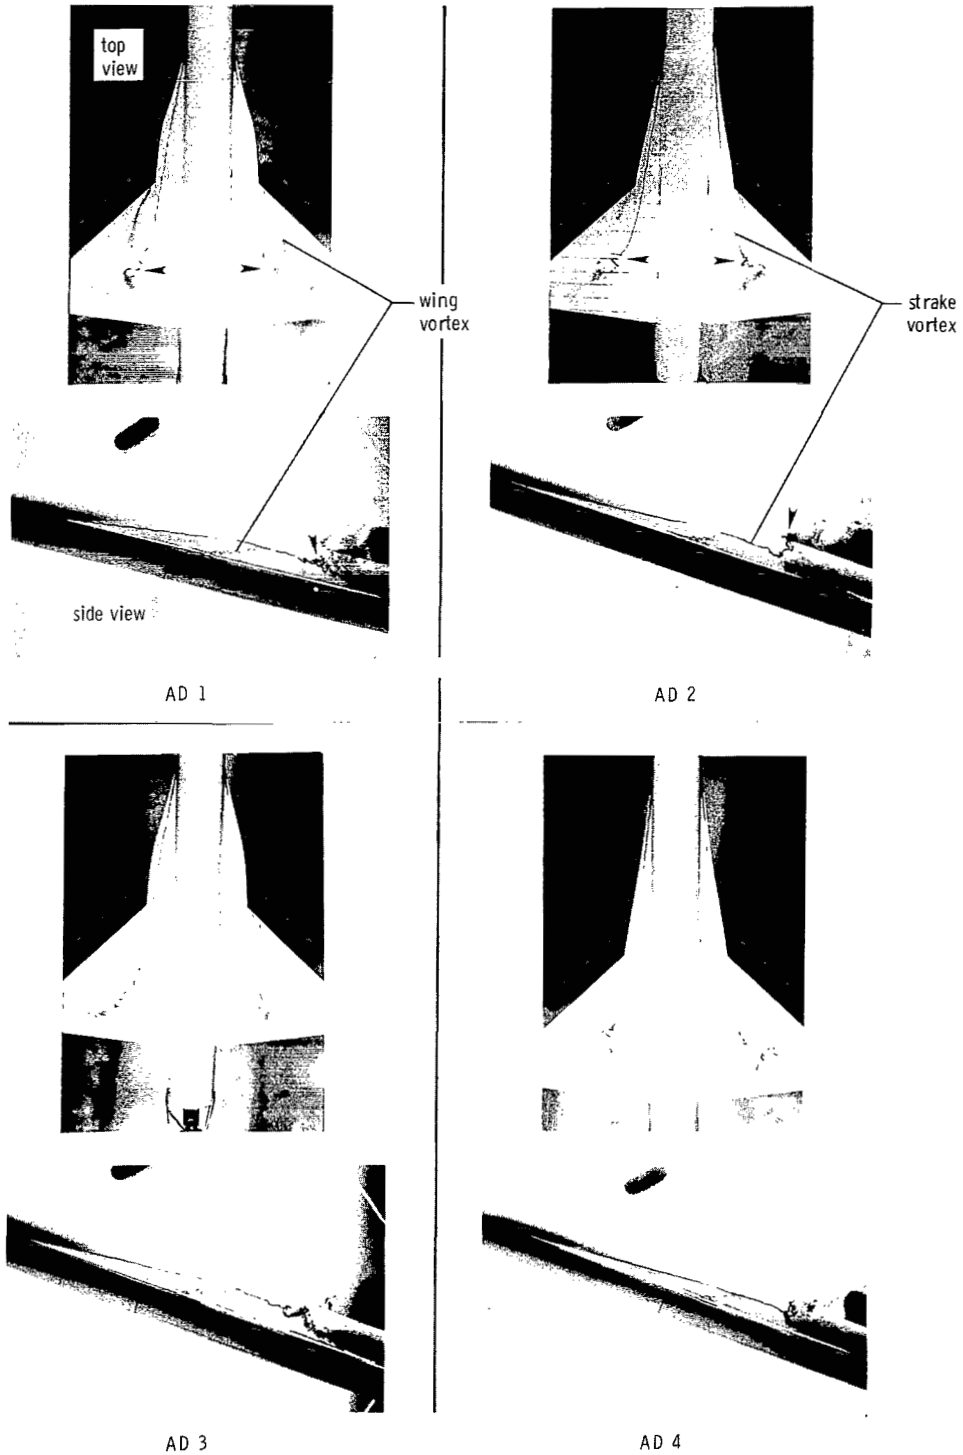 top
view
wing
vortex
strake
vortex
side view
AD 1
AD 2
AD 3
AD 4